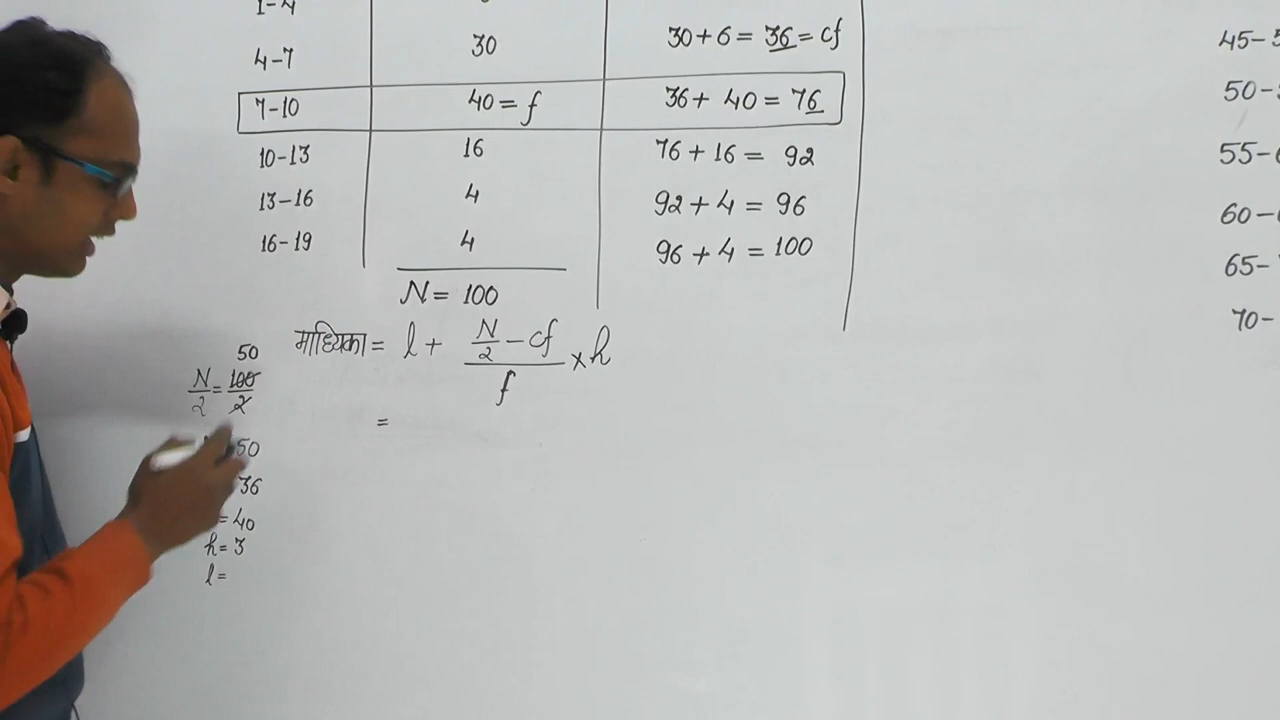 1-4
4-7 30 30+6 = 36 = cf
7-10 40 = f 36+ 40 = 76
10-13 16 76 + 16 = 92
13-16 4 92 + 4 = 96
16-19 4 96 + 4 = 100
N = 100
माध्यिका = l + N/2 - cf / f × h
50
N/2 = 100/2
=
50
36
= 40
h = 3
l =
45-
50-
55-
60-
65-
70-